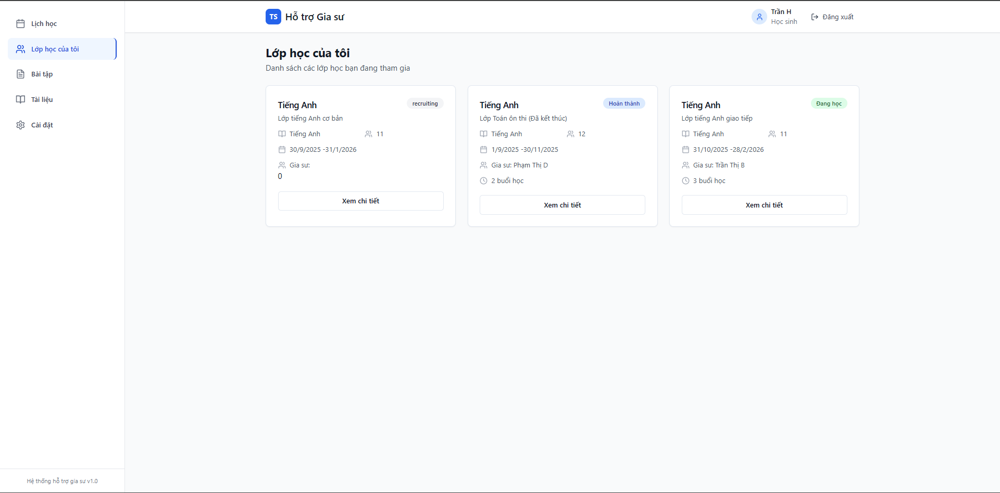 Lịch học
Lớp học của tôi
Bài tập
Tài liệu
Cài đặt
Hệ thống hỗ trợ gia sư v1.0
TS Hỗ trợ Gia sư
Trần H
Học sinh
Đăng xuất
Lớp học của tôi
Danh sách các lớp học bạn đang tham gia
Tiếng Anh recruiting
Lớp tiếng Anh cơ bản
Tiếng Anh 11
30/9/2025 -31/1/2026
Gia sư:
0
Xem chi tiết
Tiếng Anh Hoàn thành
Lớp Toán ôn thi (Đã kết thúc)
Tiếng Anh 12
1/9/2025 -30/11/2025
Gia sư: Phạm Thị D
2 buổi học
Xem chi tiết
Tiếng Anh Đang học
Lớp tiếng Anh giao tiếp
Tiếng Anh 11
31/10/2025 -28/2/2026
Gia sư: Trần Thị B
3 buổi học
Xem chi tiết